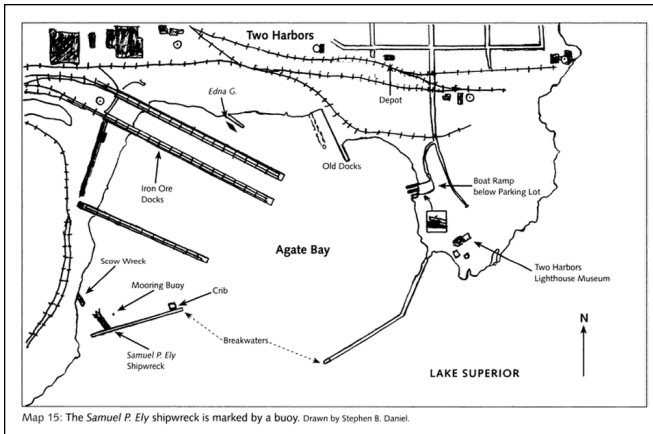 Two Harbors
Edna G.
Depot
Old Docks
Iron Ore
Docks
Boat Ramp
below Parking Lot
Agate Bay
Two Harbors
Lighthouse Museum
Scow Wreck
Mooring Buoy
Crib
Breakwaters
Samuel P. Ely
Shipwreck
N
LAKE SUPERIOR
Map 15: The Samuel P. Ely shipwreck is marked by a buoy. Drawn by Stephen B. Daniel.